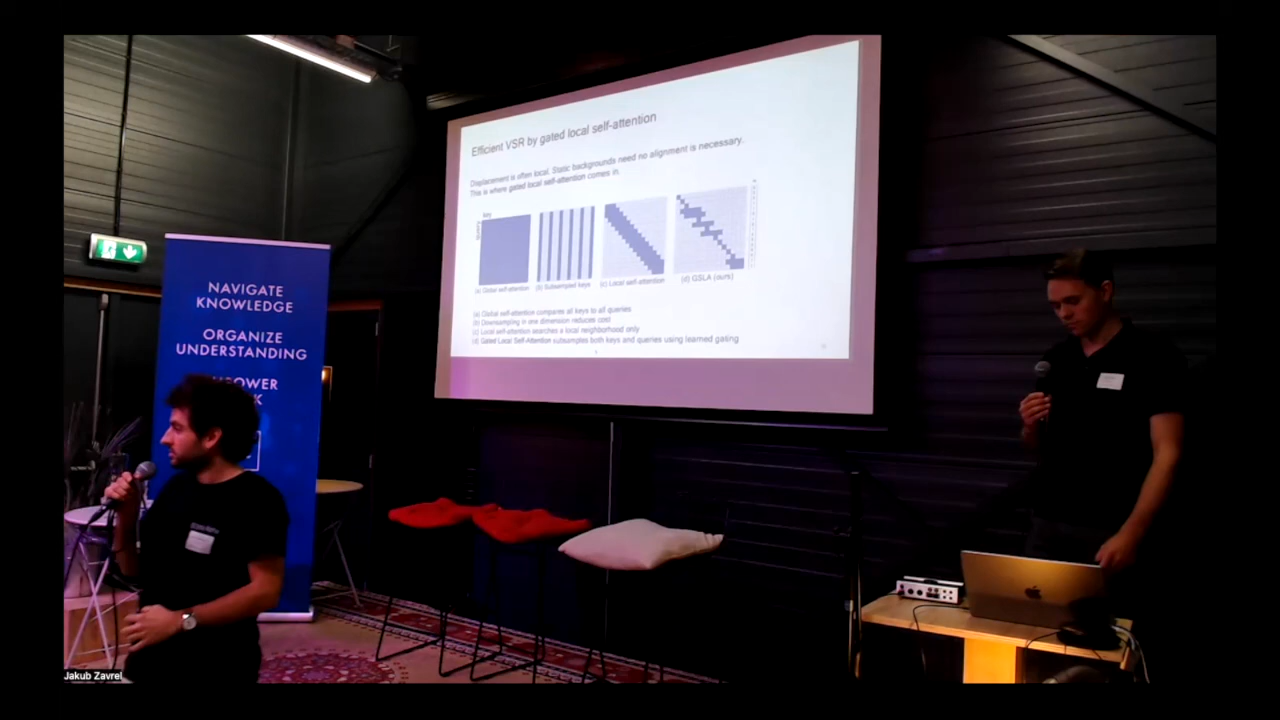 Efficient VSR by gated local self-attention
Displacement is often local. Static backgrounds need no alignment is necessary.
This is where gated local self-attention comes in.
key
query
(a) Global self-attention
(b) Subsampled keys
(c) Local self-attention
(d) GSLA (ours)
(a) Global self-attention compares all keys to all queries
(b) Downsampling in one dimension reduces cost
(c) Local self-attention searches a local neighborhood only
(d) Gated Local Self-Attention subsamples both keys and queries using learned gating
NAVIGATE
KNOWLEDGE
ORGANIZE
UNDERSTANDING
Jakub Zavrel